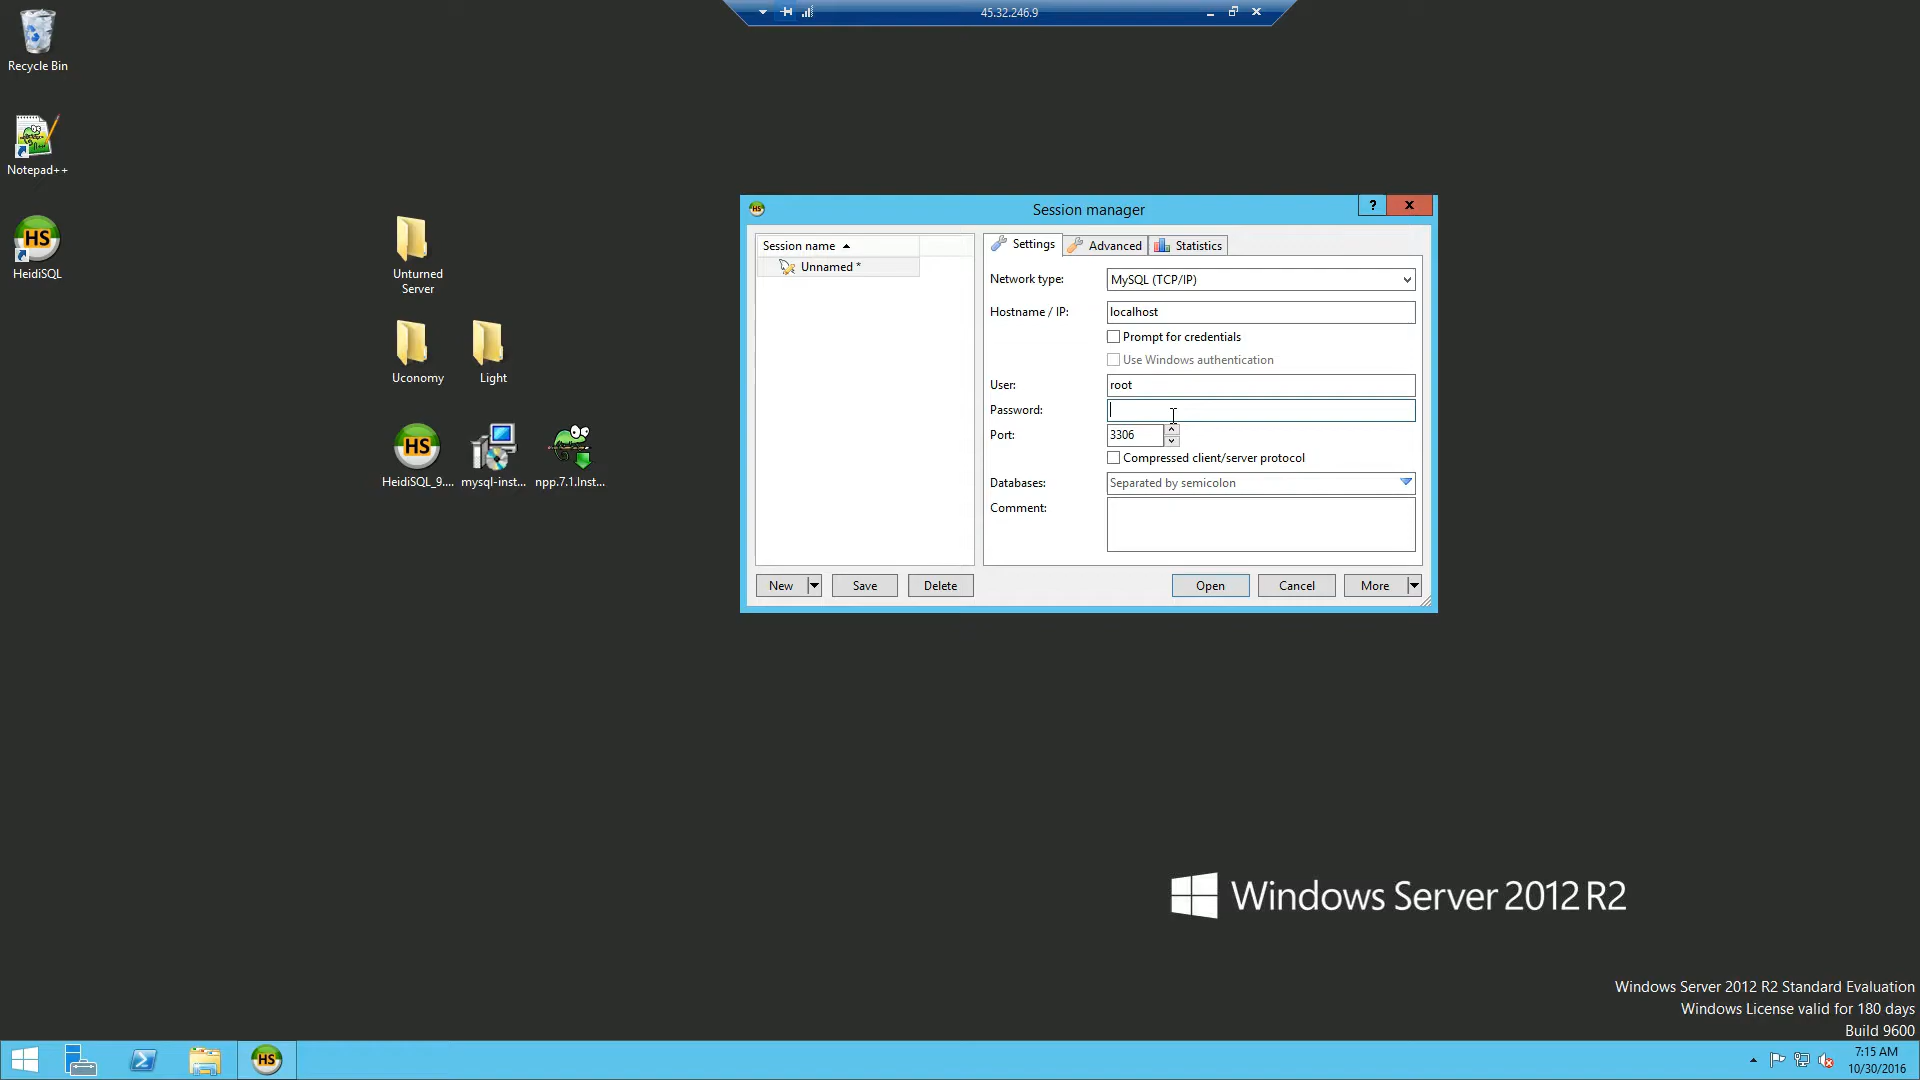 45.32.246.9
Recycle Bin
Notepad++
HeidiSQL
Unturned
Server
Uconomy
Light
HeidiSQL_9....
mysql-inst...
npp.7.1.Inst...
HS
Session manager
?
X
Session name
Unnamed *
Settings
Advanced
Statistics
Network type:
MySQL (TCP/IP)
Hostname / IP:
localhost
Prompt for credentials
Use Windows authentication
User:
root
Password:
Port:
3306
Compressed client/server protocol
Databases:
Separated by semicolon
Comment:
New
Save
Delete
Open
Cancel
More
Windows Server 2012 R2
Windows Server 2012 R2 Standard Evaluation
Windows License valid for 180 days
Build 9600
HS
7:15 AM
10/30/2016